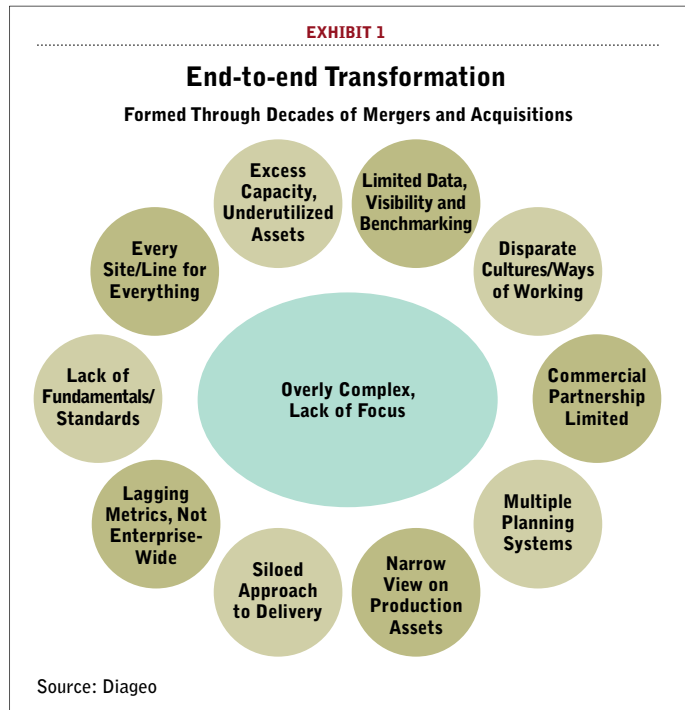 EXHIBIT 1
End-to-end Transformation
Formed Through Decades of Mergers and Acquisitions
Excess
Capacity,
Underutilized
Assets
Limited Data,
Visibility and
Benchmarking
Disparate
Cultures/Ways
of Working
Commercial
Partnership
Limited
Multiple
Planning
Systems
Narrow
View on
Production
Assets
Siloed
Approach
to Delivery
Lagging
Metrics, Not
Enterprise-
Wide
Lack of
Fundamentals/
Standards
Every
Site/Line for
Everything
Overly Complex,
Lack of Focus
Source: Diageo